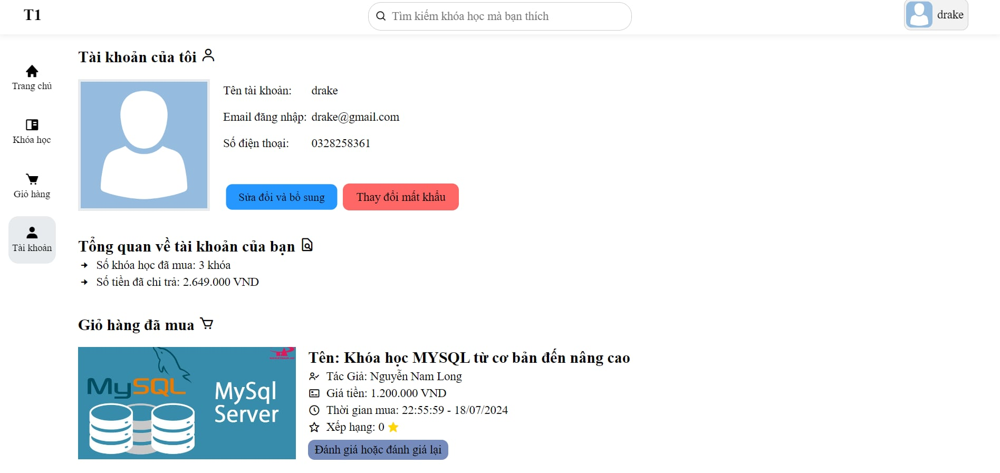 T1
Tìm kiếm khóa học mà bạn thích
drake
Trang chủ
Khóa học
Giỏ hàng
Tài khoản
Tài khoản của tôi
Tên tài khoản: drake
Email đăng nhập: drake@gmail.com
Số điện thoại: 0328258361
Sửa đổi và bổ sung
Thay đổi mất khẩu
Tổng quan về tài khoản của bạn
Số khóa học đã mua: 3 khóa
Số tiền đã chi trả: 2.649.000 VND
Giỏ hàng đã mua
MySQL
MySql
Server
Tên: Khóa học MYSQL từ cơ bản đến nâng cao
Tác Giả: Nguyễn Nam Long
Giá tiền: 1.200.000 VND
Thời gian mua: 22:55:59 - 18/07/2024
Xếp hạng: 0
Đánh giá hoặc đánh giá lại